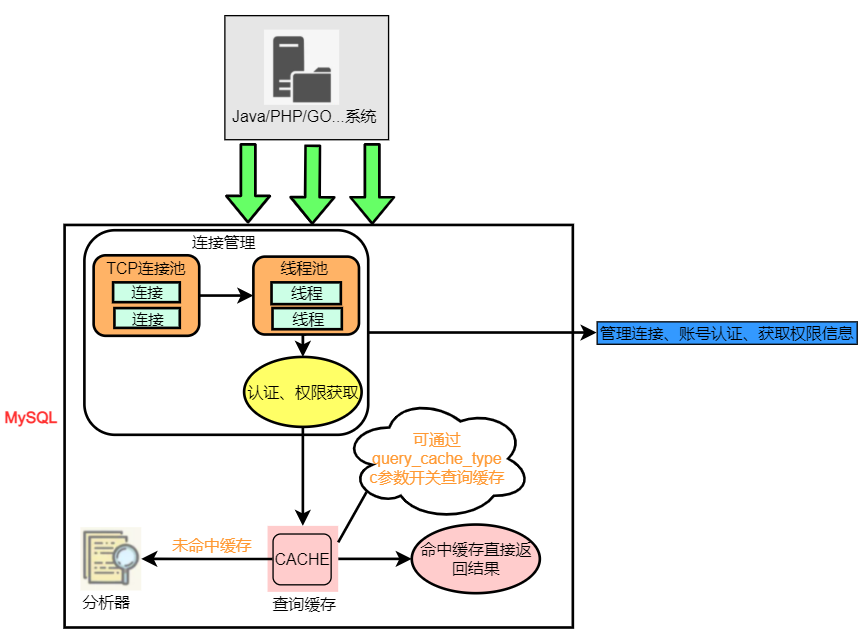 Java/PHP/GO...系统
连接管理
TCP连接池
连接
连接
线程池
线程
线程
管理连接、账号认证、获取权限信息
认证、权限获取
MySQL
可通过
query_cache_type
c参数开关查询缓存
未命中缓存
CACHE
命中缓存直接返
回结果
分析器
查询缓存